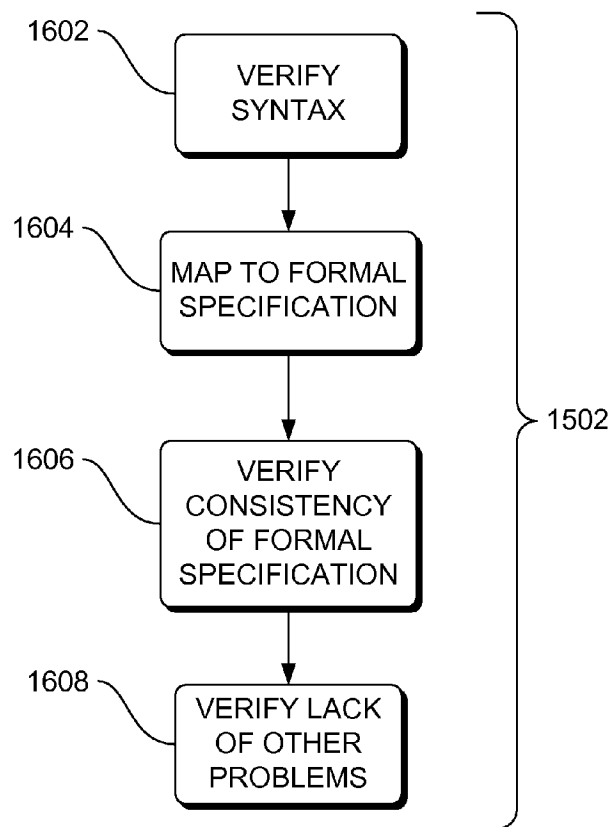 1602
VERIFY
SYNTAX
1604
MAP TO FORMAL
SPECIFICATION
1502
1606
VERIFY
CONSISTENCY
OF FORMAL
SPECIFICATION
1608
VERIFY LACK
OF OTHER
PROBLEMS